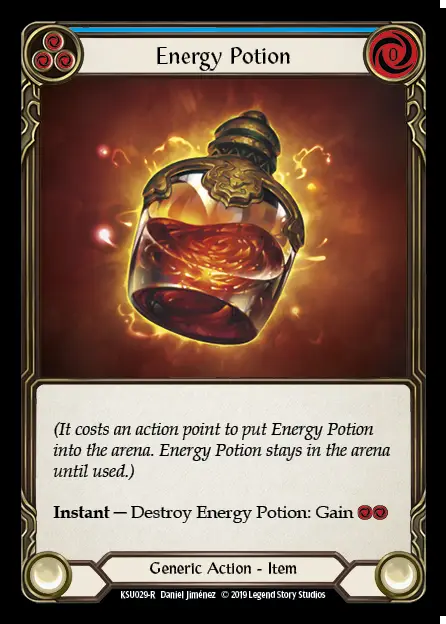 Energy Potion
0
(It costs an action point to put Energy Potion
into the arena. Energy Potion stays in the arena
until used.)
Instant — Destroy Energy Potion: Gain
Generic Action - Item
KSU029-R Daniel Jiménez © 2019 Legend Story Studios